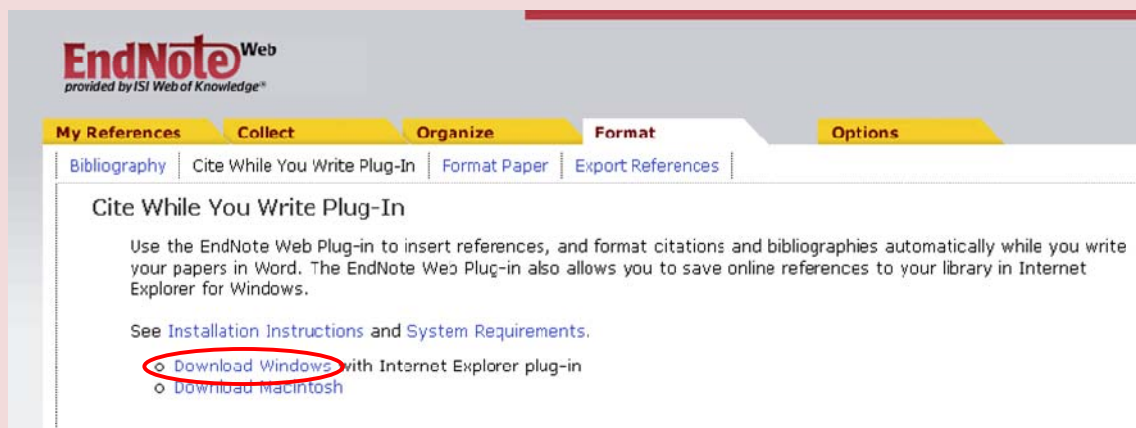 EndNote Web
provided by ISI Web of Knowledge®
My References Collect Organize Format Options
Bibliography Cite While You Write Plug-In Format Paper Export References
Cite While You Write Plug-In
Use the EndNote Web Plug-in to insert references, and format citations and bibliographies automatically while you write
your papers in Word. The EndNote Web Plug-in also allows you to save online references to your library in Internet
Explorer for Windows.
See Installation Instructions and System Requirements.
o Download Windows with Internet Explorer plug-in
o Download Macintosh